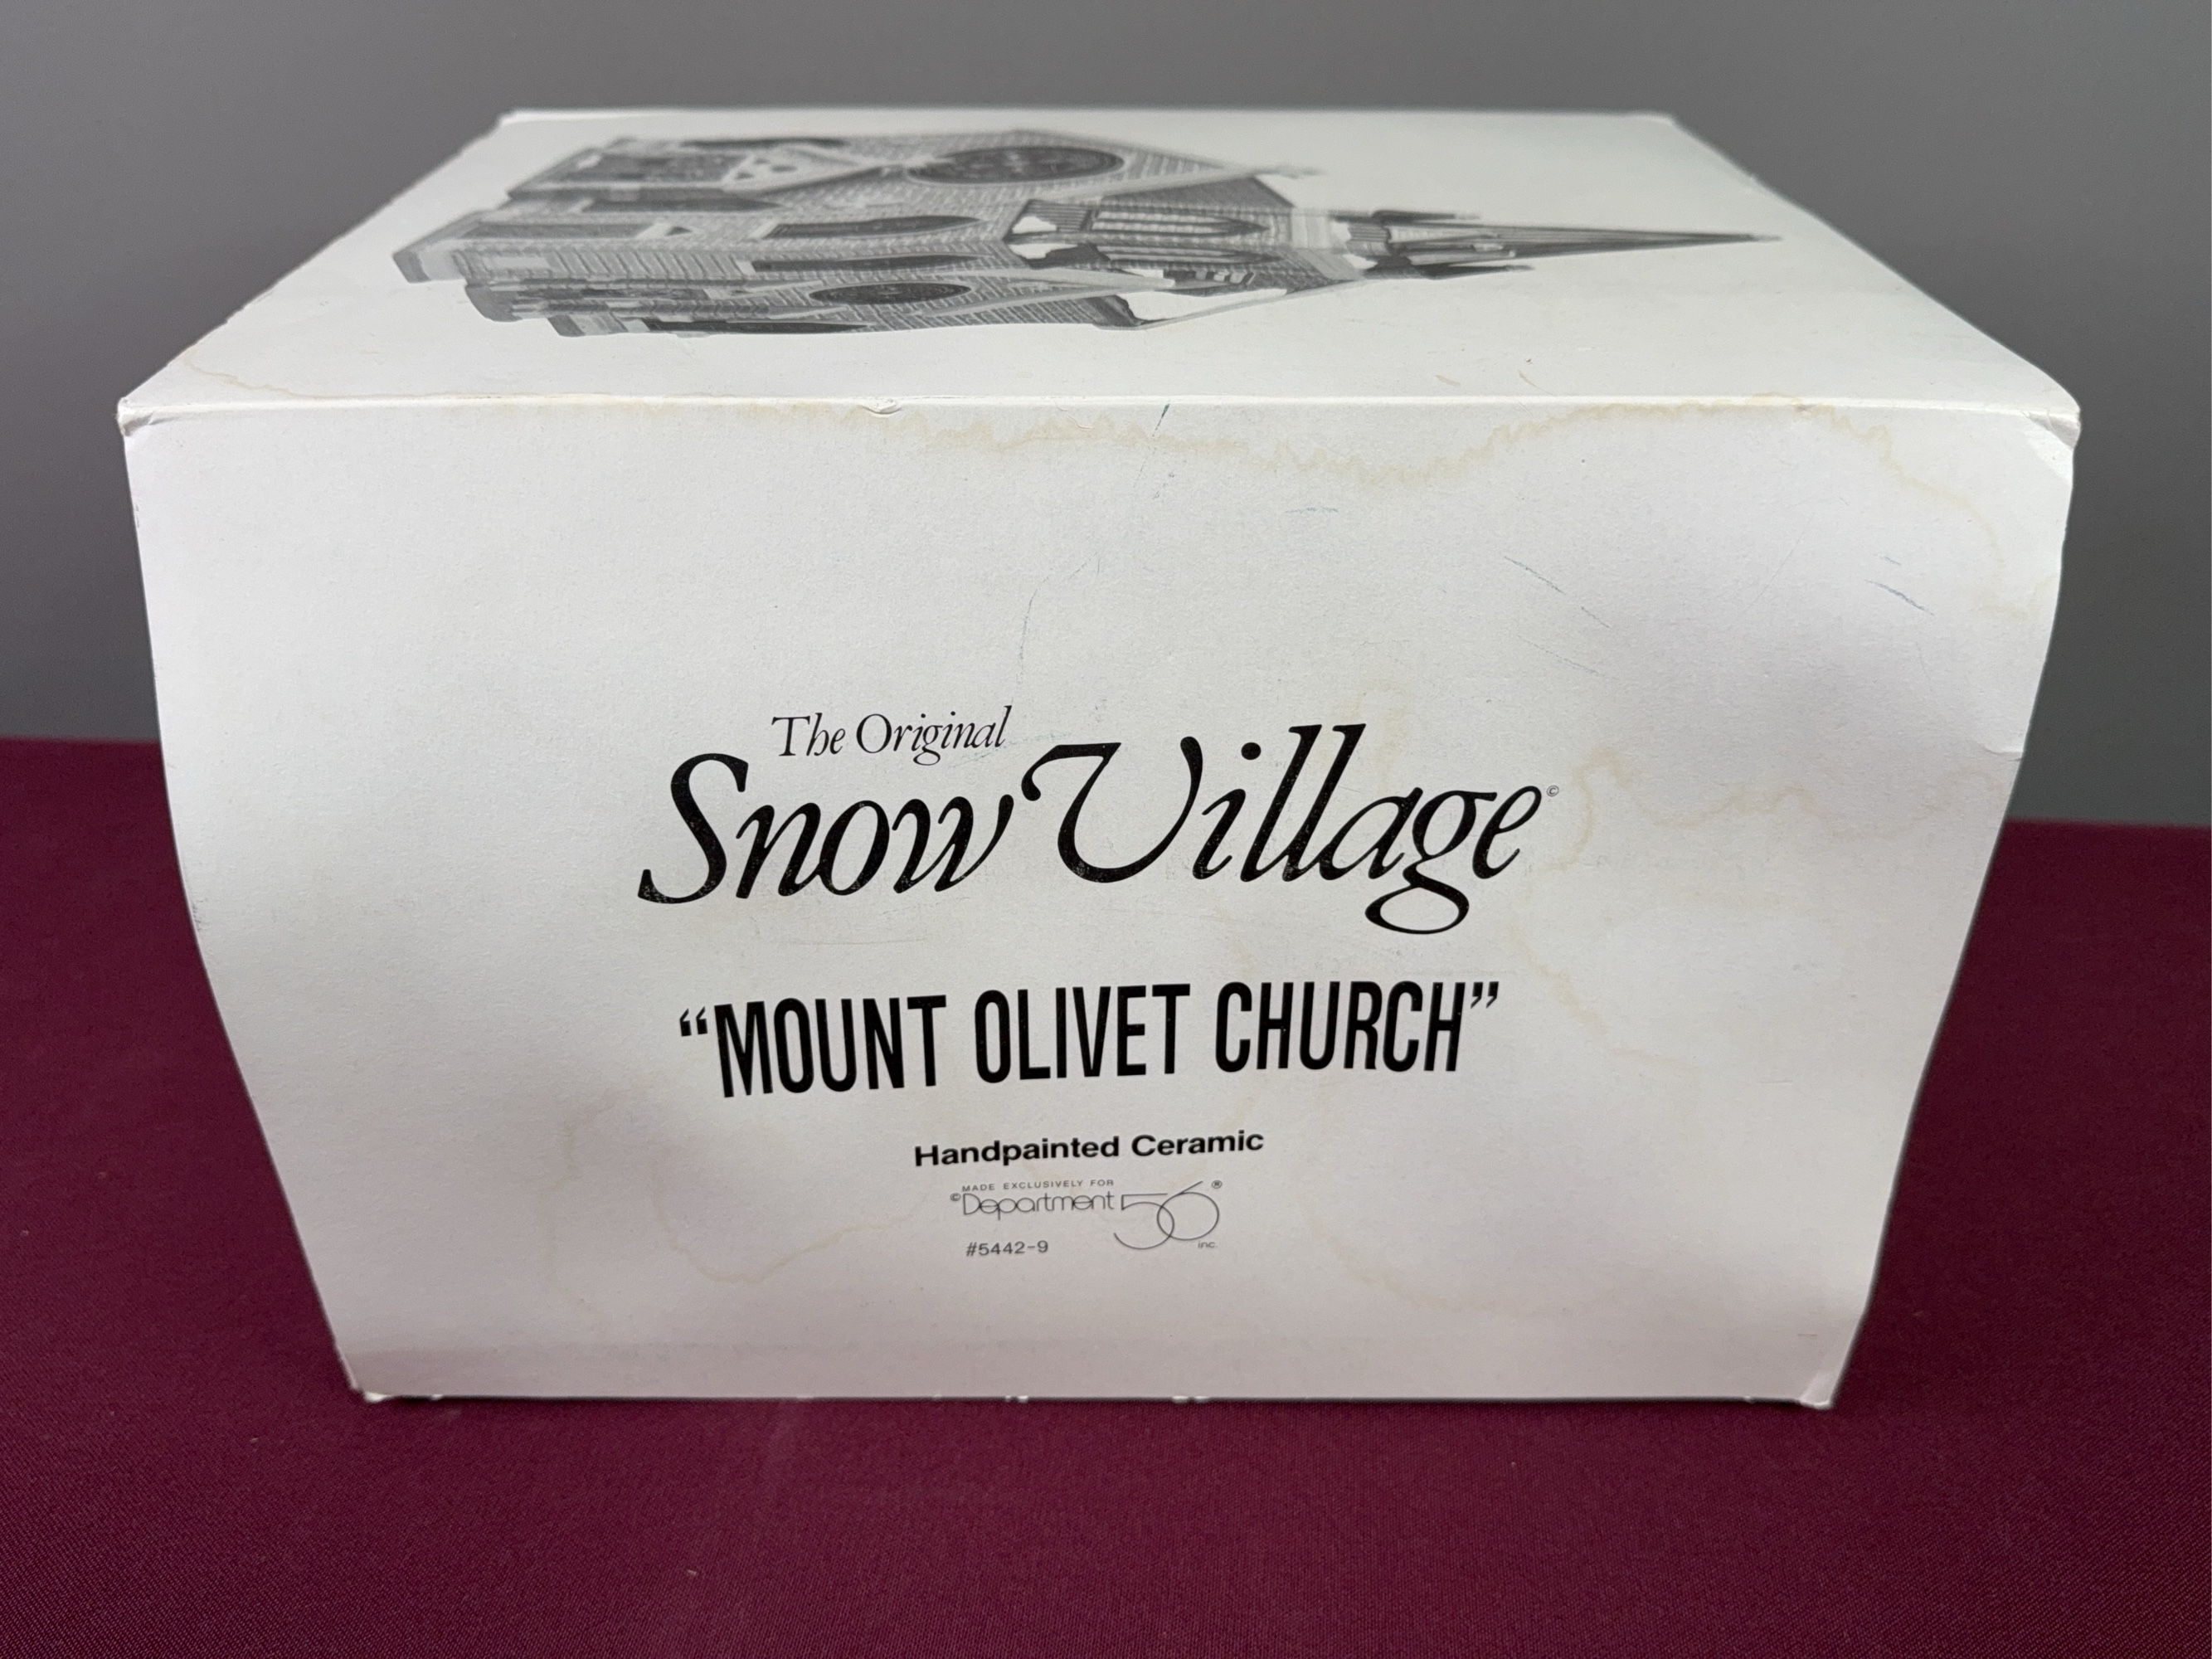 The Original
Snow Village©
“MOUNT OLIVET CHURCH”
Handpainted Ceramic
MADE EXCLUSIVELY FOR
©Department 56®
inc.
#5442-9